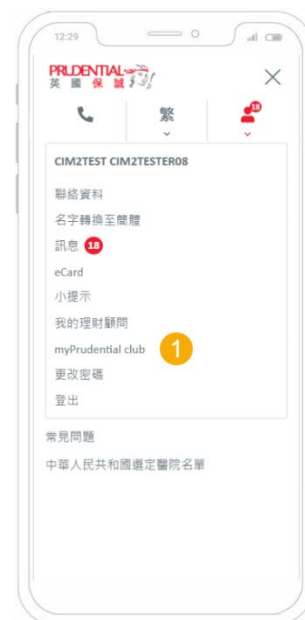 12:29
PRUDENTIAL
英國保誠
繁
18
CIM2TEST CIM2TESTER08
聯絡資料
名字轉換至簡體
訊息 18
eCard
小提示
我的理財顧問
myPrudential club 1
更改密碼
登出
常見問題
中華人民共和國選定醫院名單